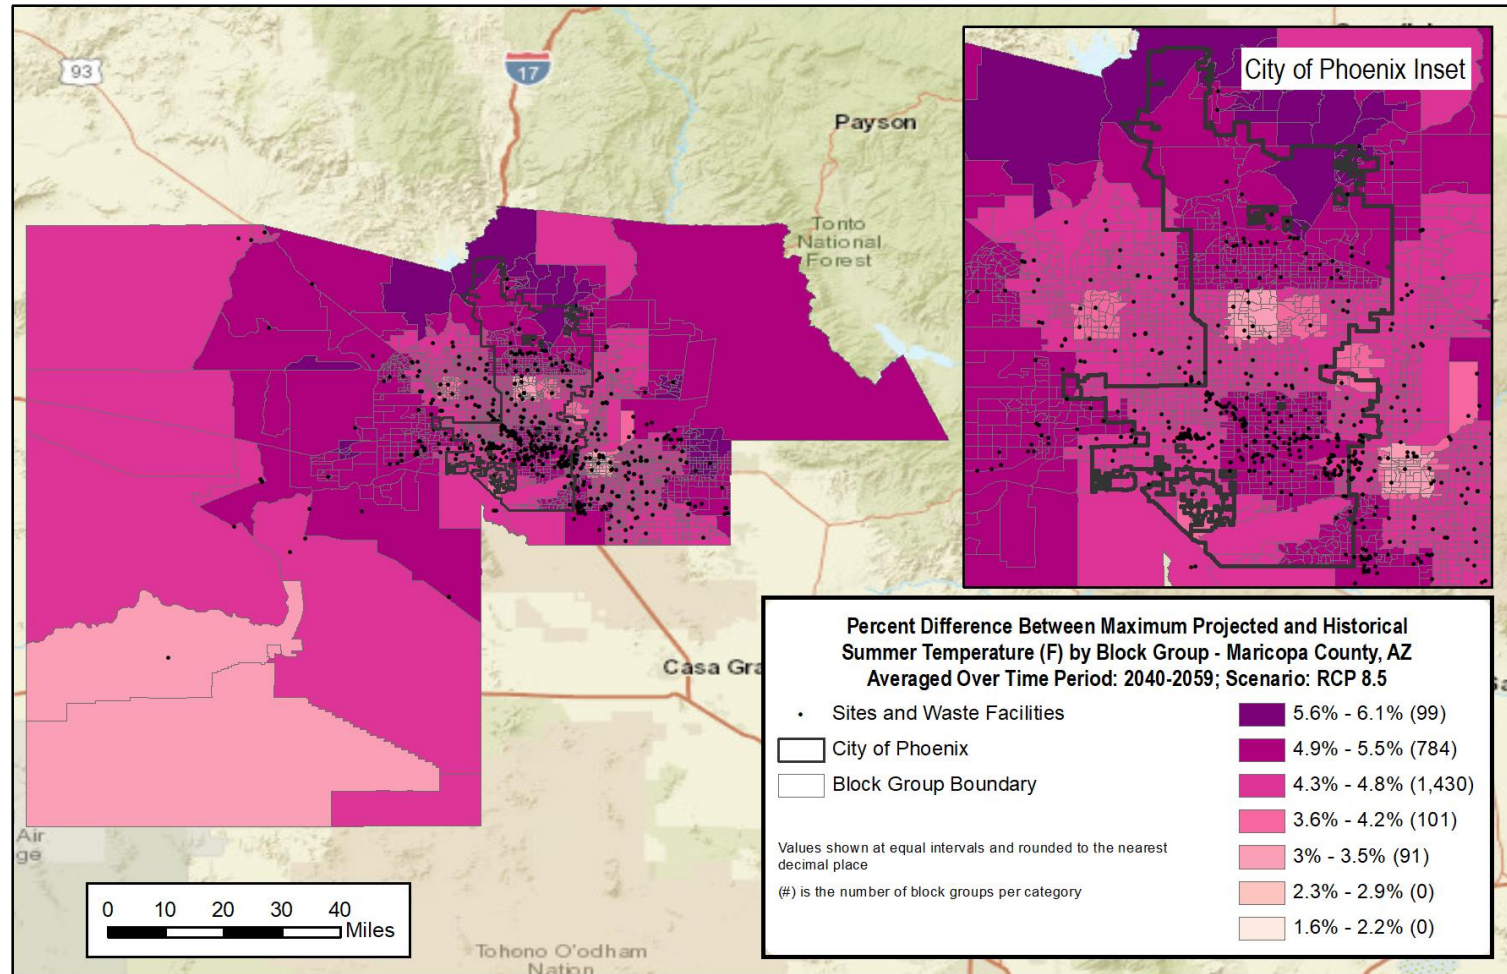 93
17
Payson
Tonto
National
Forest
City of Phoenix Inset
Casa Gra
Air
ge
Tohono O'odham
Nation
0 10 20 30 40
Miles
Percent Difference Between Maximum Projected and Historical
Summer Temperature (F) by Block Group - Maricopa County, AZ
Averaged Over Time Period: 2040-2059; Scenario: RCP 8.5
Sites and Waste Facilities
City of Phoenix
Block Group Boundary
Values shown at equal intervals and rounded to the nearest
decimal place
(#) is the number of block groups per category
5.6% - 6.1% (99)
4.9% - 5.5% (784)
4.3% - 4.8% (1,430)
3.6% - 4.2% (101)
3% - 3.5% (91)
2.3% - 2.9% (0)
1.6% - 2.2% (0)